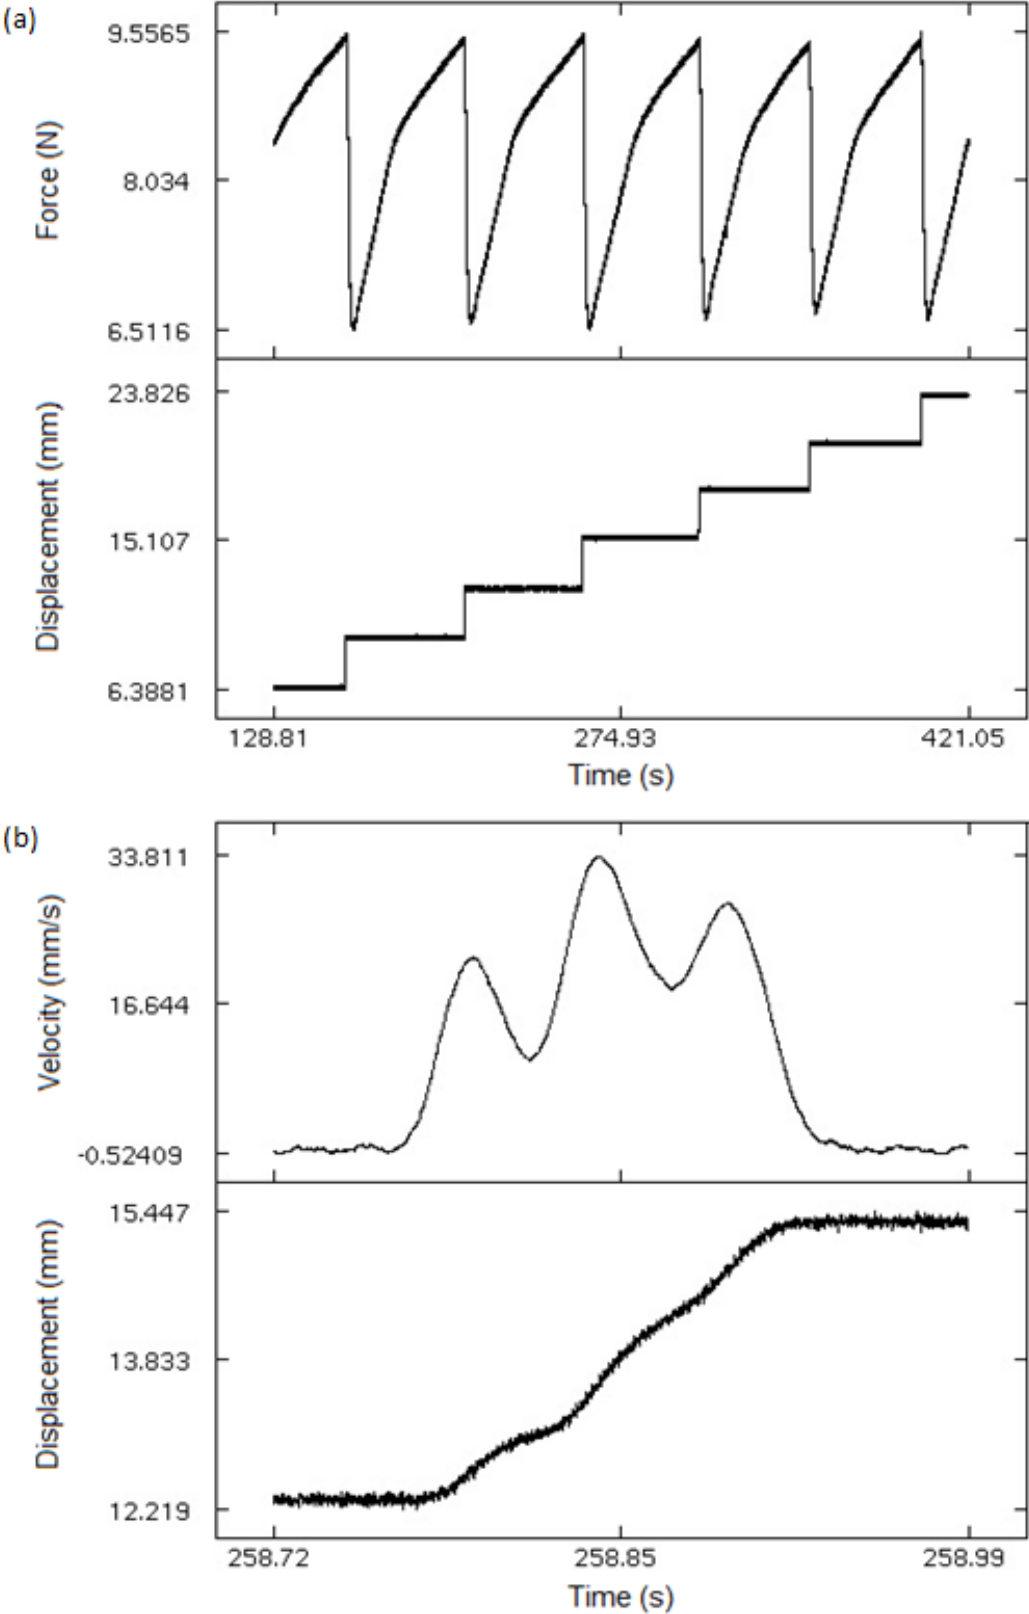 (a)
9.5565
8.034
6.5116
Force (N)
23.826
15.107
6.3881
Displacement (mm)
128.81 274.93 421.05
Time (s)
(b)
33.811
16.644
-0.52409
Velocity (mm/s)
15.447
13.833
12.219
Displacement (mm)
258.72 258.85 258.99
Time (s)